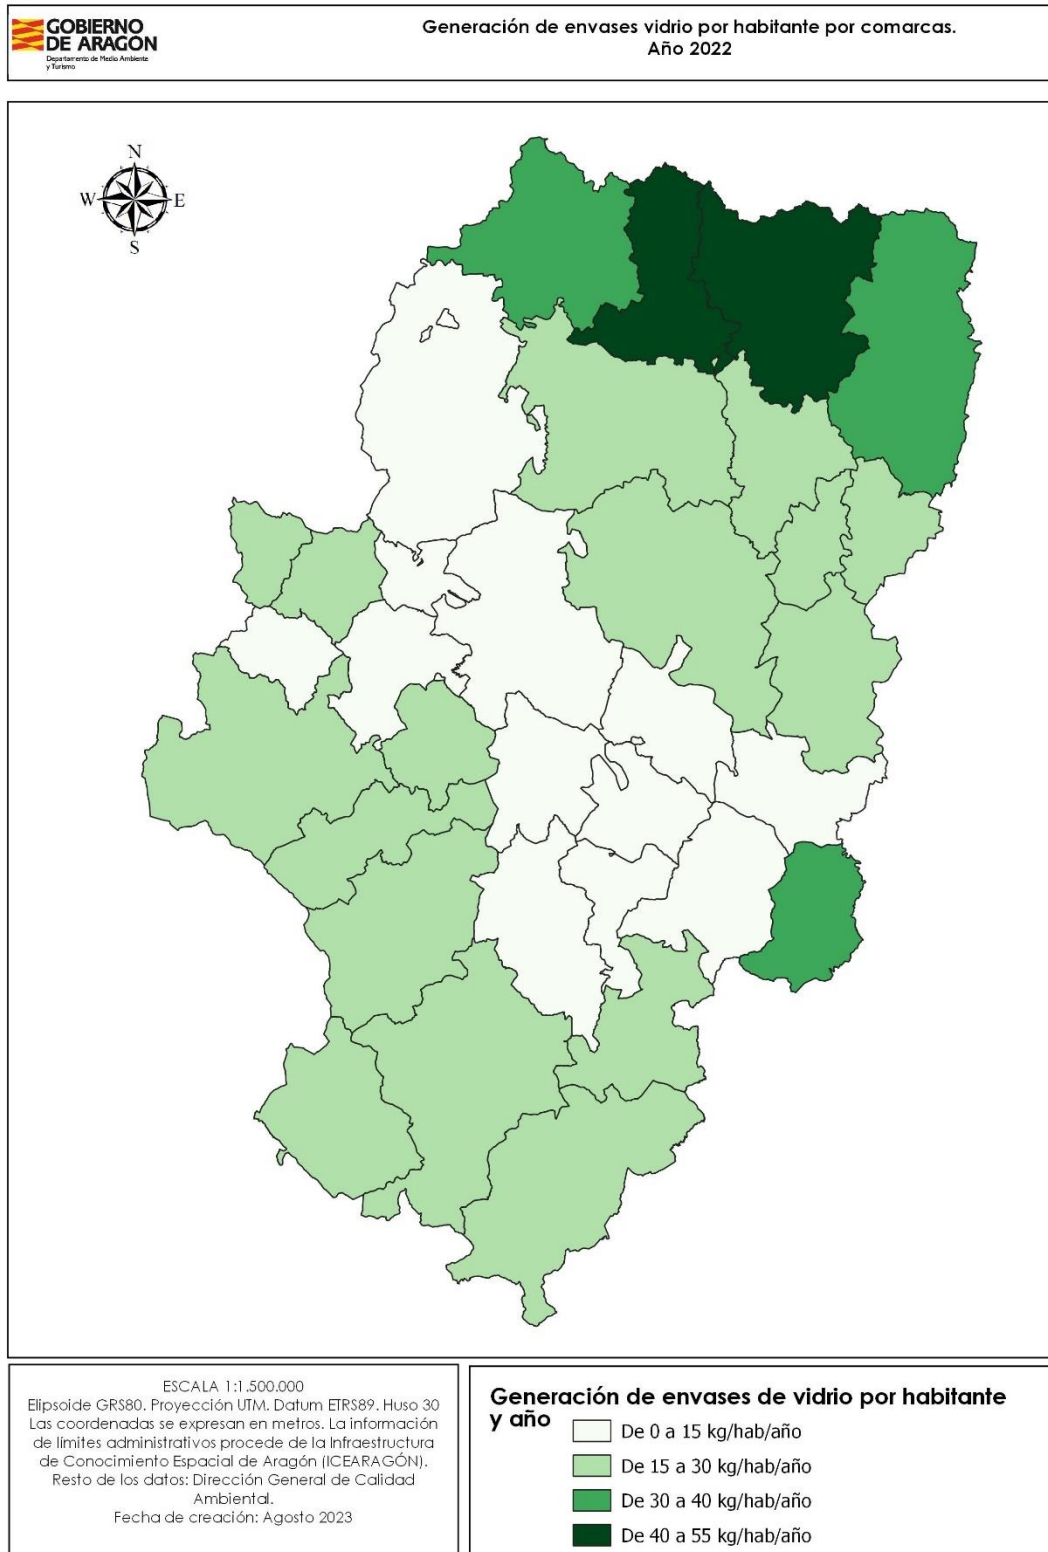 GOBIERNO
DE ARAGÓN
Departamento de Medio Ambiente
y Turismo
Generación de envases vidrio por habitante por comarcas.
Año 2022
N
W
E
S
ESCALA 1:1.500.000
Elipsoide GRS80. Proyección UTM. Datum ETRS89. Huso 30
Las coordenadas se expresan en metros. La información
de límites administrativos procede de la Infraestructura
de Conocimiento Espacial de Aragón (ICEARAGÓN).
Resto de los datos: Dirección General de Calidad
Ambiental.
Fecha de creación: Agosto 2023
Generación de envases de vidrio por habitante
y año
De 0 a 15 kg/hab/año
De 15 a 30 kg/hab/año
De 30 a 40 kg/hab/año
De 40 a 55 kg/hab/año